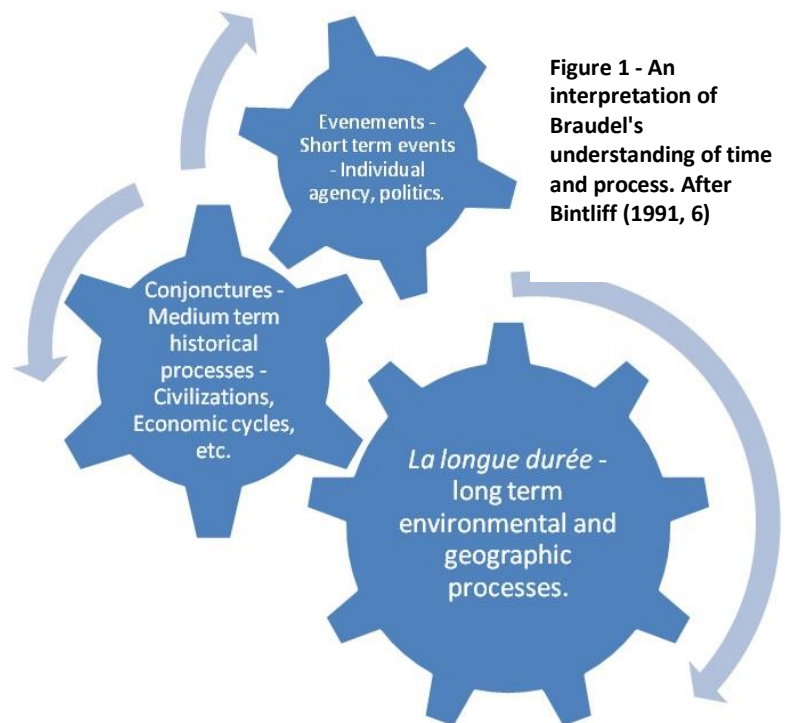 Figure 1 - An
interpretation of
Braudel's
understanding of time
and process. After
Bintliff (1991, 6)
Evenements -
Short term events
- Individual
agency, politics.
Conjonctures -
Medium term
historical
processes -
Civilizations,
Economic cycles,
etc.
La longue durée -
long term
environmental and
geographic
processes.